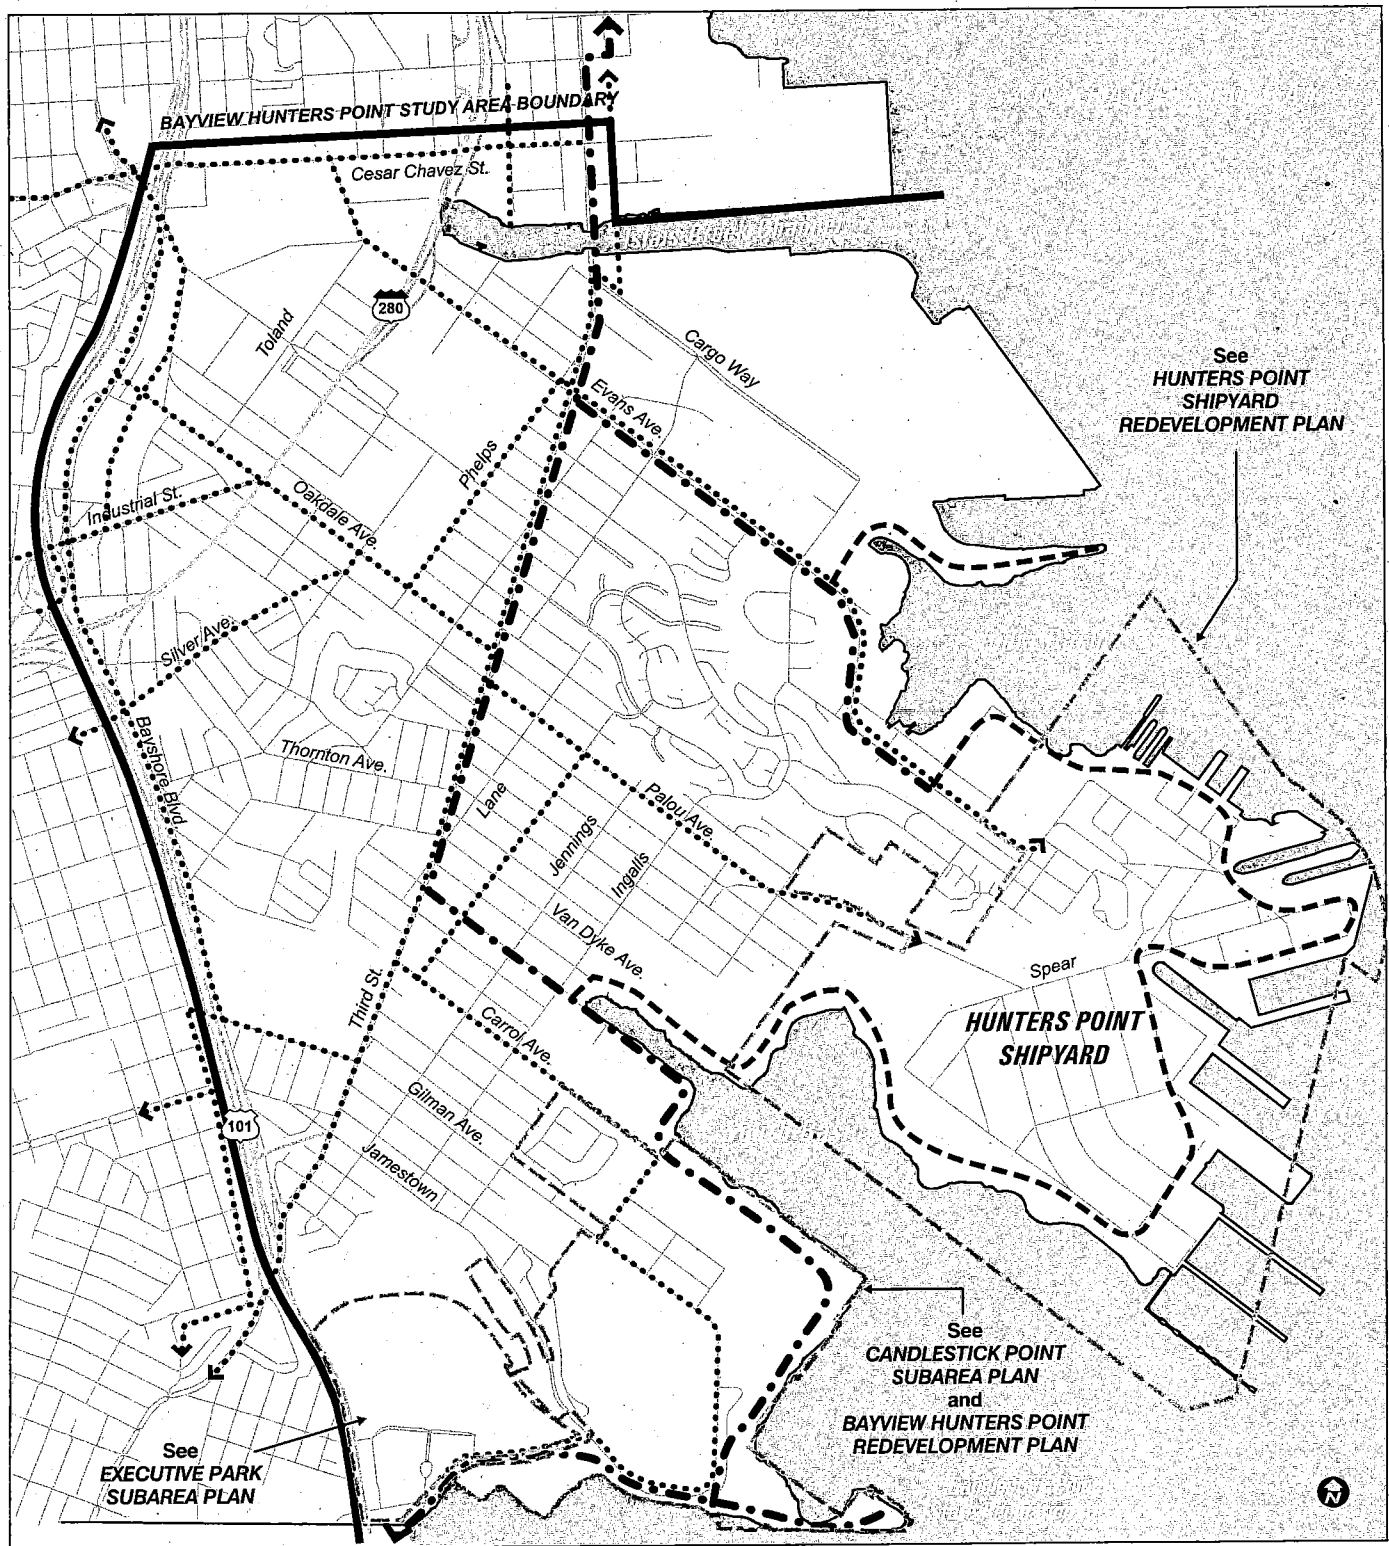 BAYVIEW HUNTERS POINT STUDY AREA BOUNDARY
Cesar Chavez St.
280
Toland
Cargo Way
See
HUNTERS POINT
SHIPYARD
REDEVELOPMENT PLAN
Evans Ave
Phelps
Industrial St.
Oakdale Ave.
Silver Ave.
Bayshore Blvd
Thornton Ave.
Lane
Palou Ave.
Jennings
Ingalls
Van Dyke Ave.
Spear
Third St.
HUNTERS POINT
SHIPYARD
Carrol Ave.
Gilman Ave.
101
Jamestown
See
CANDLESTICK POINT
SUBAREA PLAN
and
BAYVIEW HUNTERS POINT
REDEVELOPMENT PLAN
See
EXECUTIVE PARK
SUBAREA PLAN
N